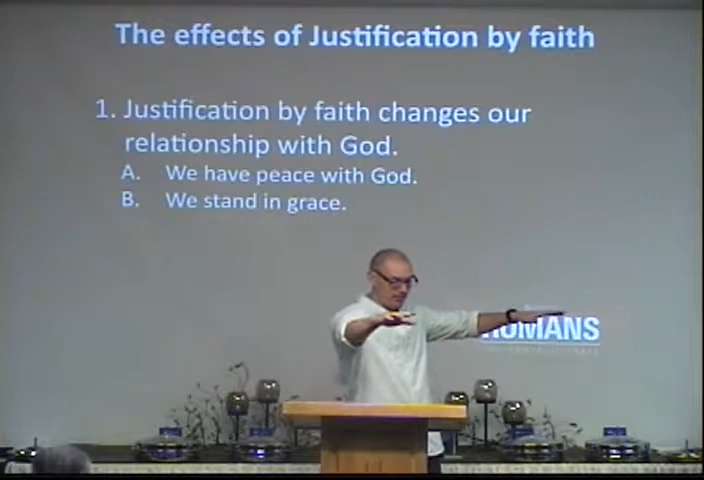 The effects of Justification by faith
1. Justification by faith changes our
relationship with God.
A. We have peace with God.
B. We stand in grace.
ROMANS